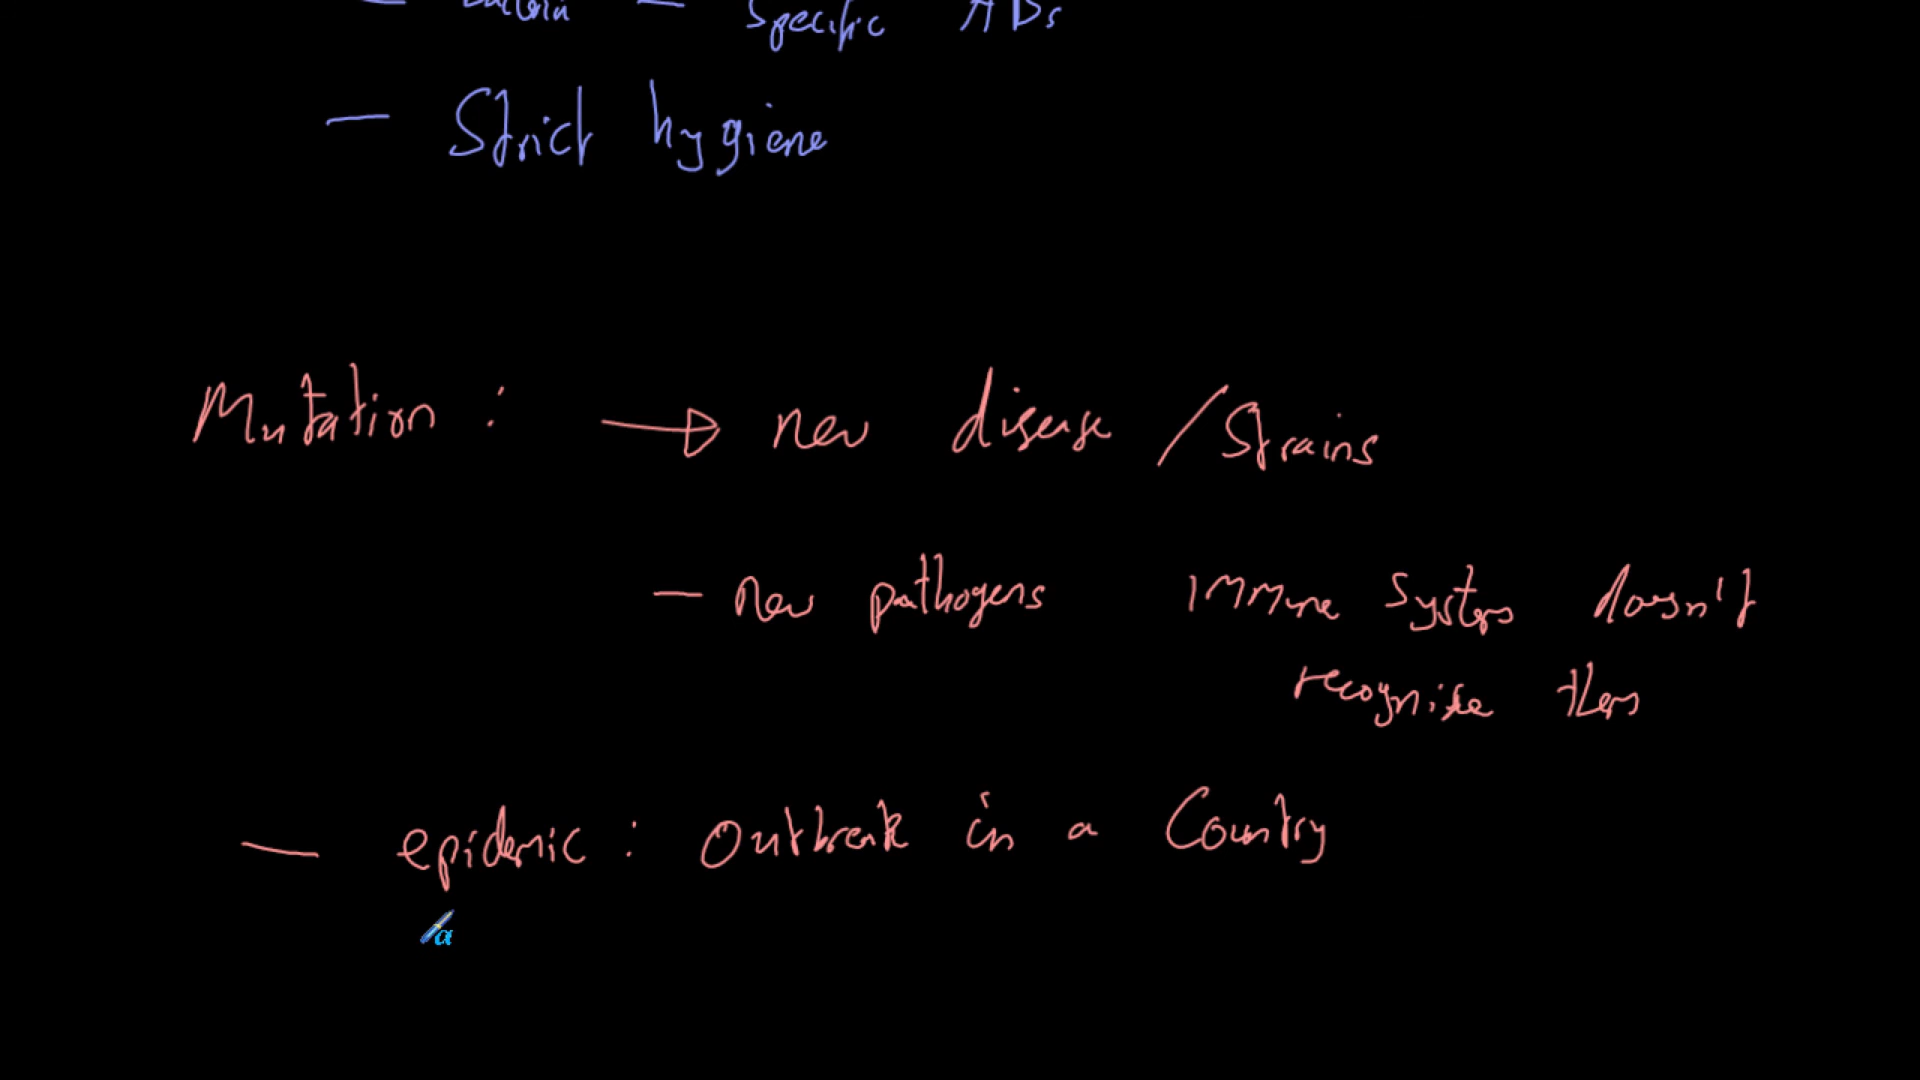 — Specific ABs
— Strict hygiene
Mutation : → new disease / Strains
— new pathogens immune system doesn't
recognise them
— epidemic : Outbreak in a Country